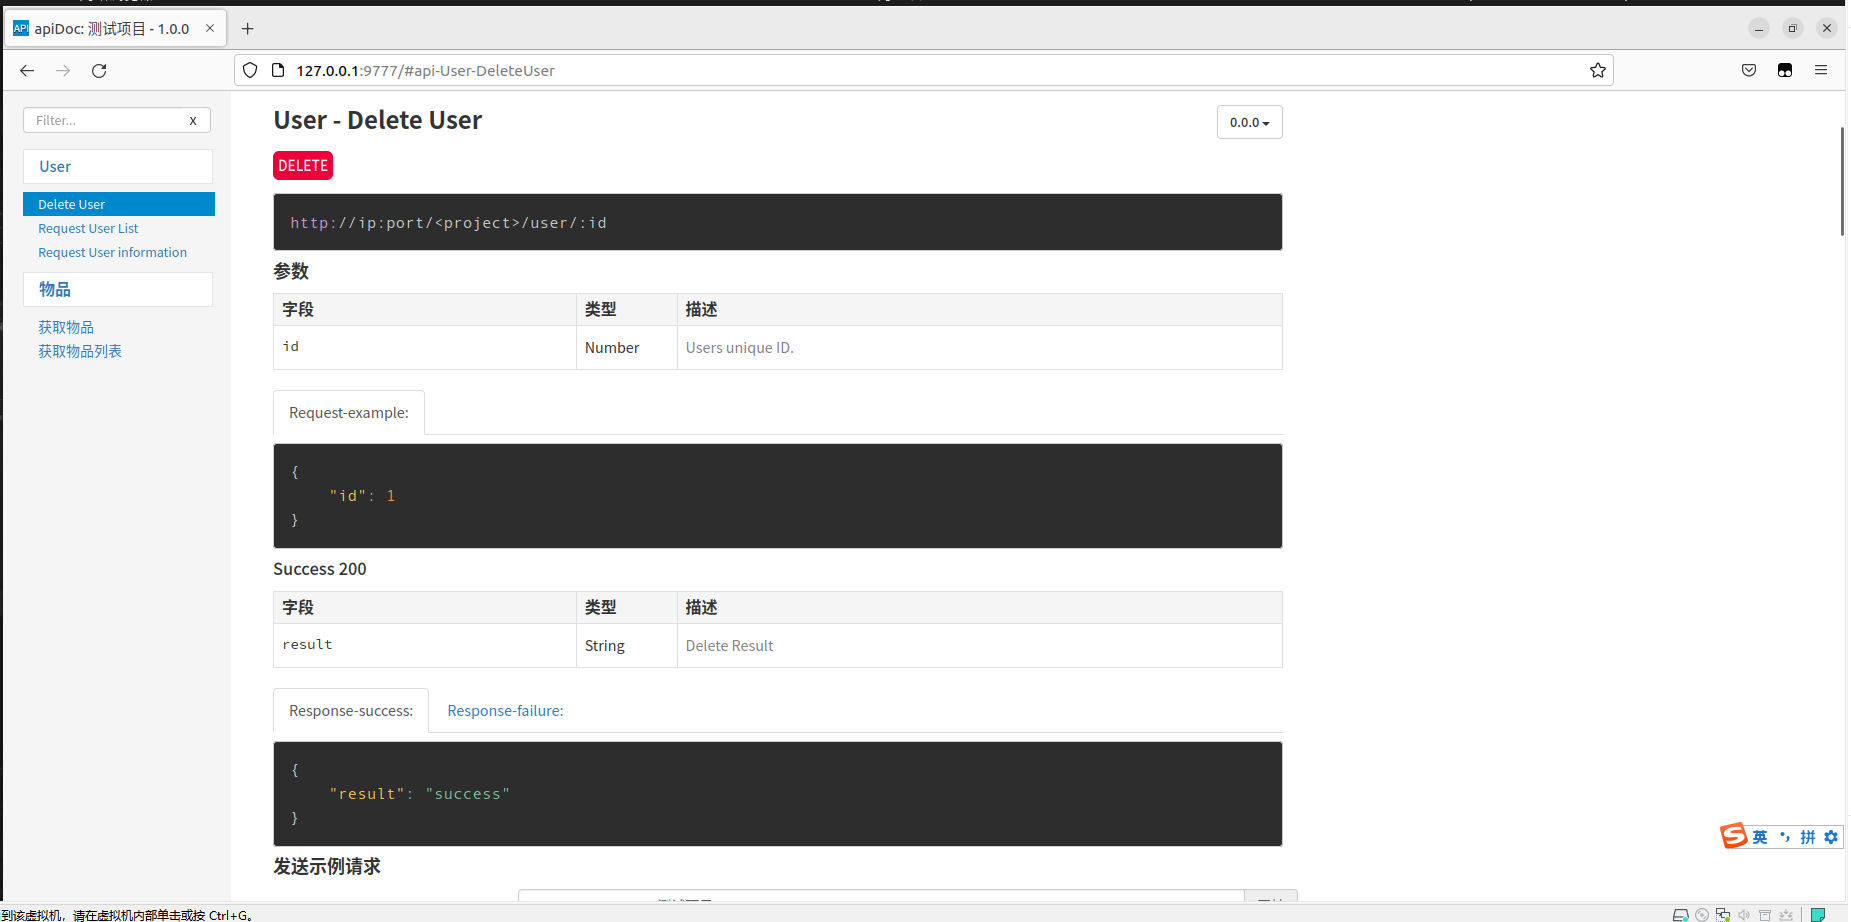 apiDoc: 测试项目 - 1.0.0
127.0.0.1:9777/#api-User-DeleteUser
Filter...
x
User
Delete User
Request User List
Request User information
物品
获取物品
获取物品列表
User - Delete User
0.0.0
DELETE
http://ip:port/<project>/user/:id
参数
字段 类型 描述
id Number Users unique ID.
Request-example:
{
"id": 1
}
Success 200
字段 类型 描述
result String Delete Result
Response-success: Response-failure:
{
"result": "success"
}
发送示例请求
英 拼
到该虚拟机，请在虚拟机内部单击或按 Ctrl+G。